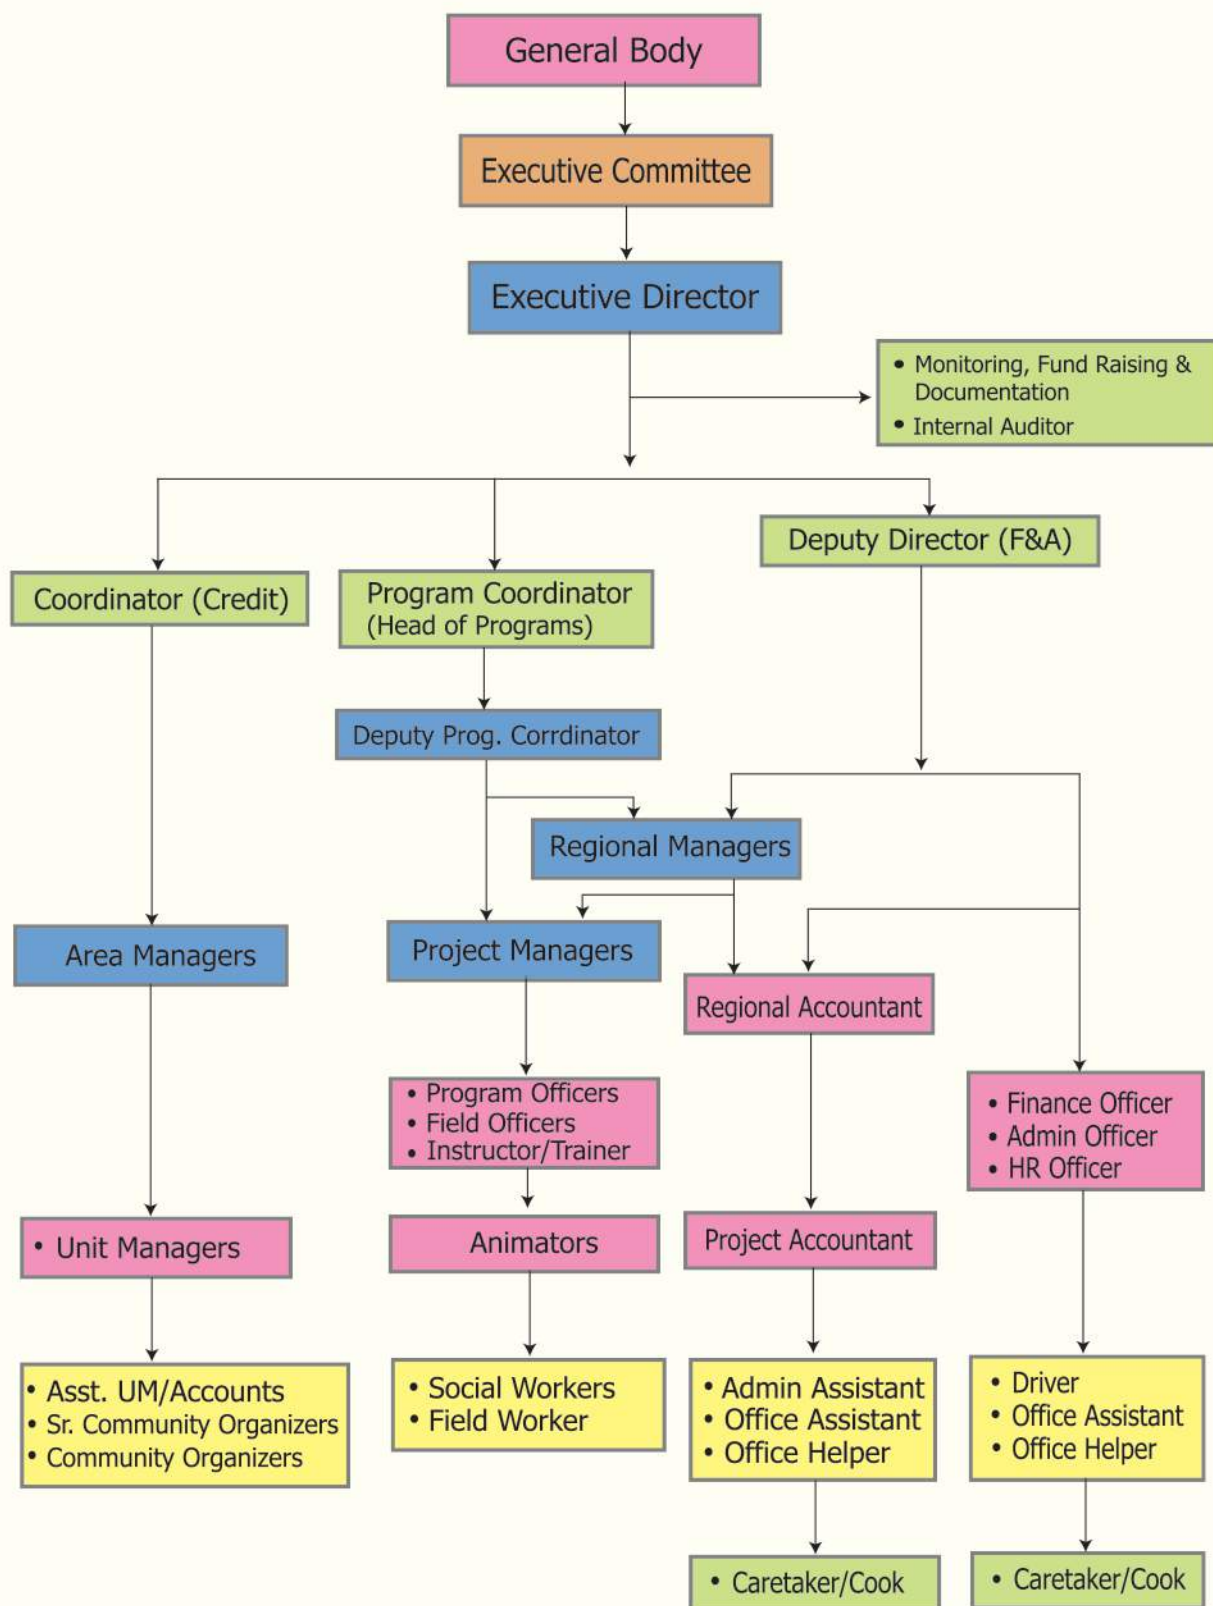 General Body
Executive Committee
Executive Director
• Monitoring, Fund Raising &
Documentation
• Internal Auditor
Deputy Director (F&A)
Coordinator (Credit)
Program Coordinator
(Head of Programs)
Deputy Prog. Corrdinator
Regional Managers
Area Managers
Project Managers
Regional Accountant
• Program Officers
• Field Officers
• Instructor/Trainer
• Finance Officer
• Admin Officer
• HR Officer
• Unit Managers
Animators
Project Accountant
• Asst. UM/Accounts
• Sr. Community Organizers
• Community Organizers
• Social Workers
• Field Worker
• Admin Assistant
• Office Assistant
• Office Helper
• Driver
• Office Assistant
• Office Helper
• Caretaker/Cook
• Caretaker/Cook